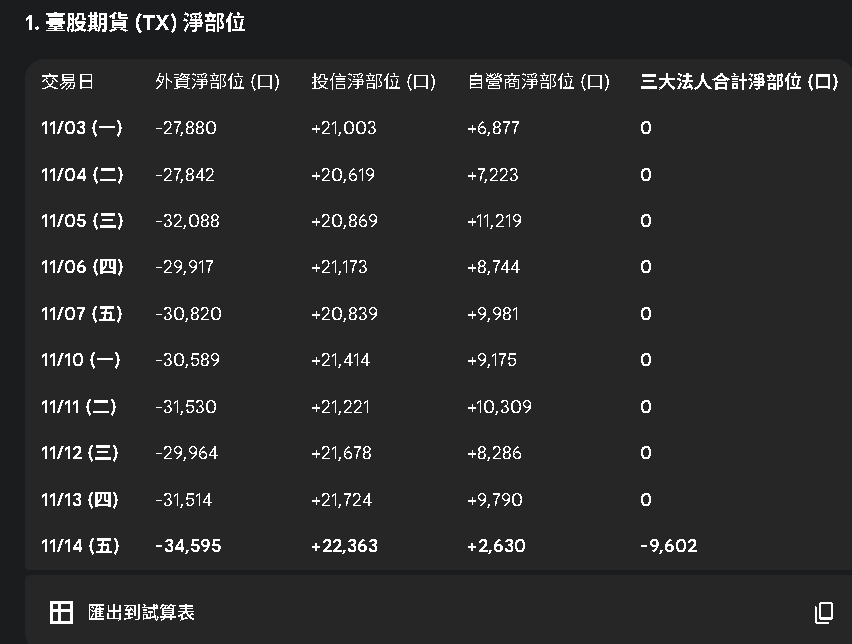 1. 臺股期貨 (TX) 淨部位
交易日 外資淨部位 (口) 投信淨部位 (口) 自營商淨部位 (口) 三大法人合計淨部位 (口)
11/03 (一) -27,880 +21,003 +6,877 0
11/04 (二) -27,842 +20,619 +7,223 0
11/05 (三) -32,088 +20,869 +11,219 0
11/06 (四) -29,917 +21,173 +8,744 0
11/07 (五) -30,820 +20,839 +9,981 0
11/10 (一) -30,589 +21,414 +9,175 0
11/11 (二) -31,530 +21,221 +10,309 0
11/12 (三) -29,964 +21,678 +8,286 0
11/13 (四) -31,514 +21,724 +9,790 0
11/14 (五) -34,595 +22,363 +2,630 -9,602
匯出到試算表